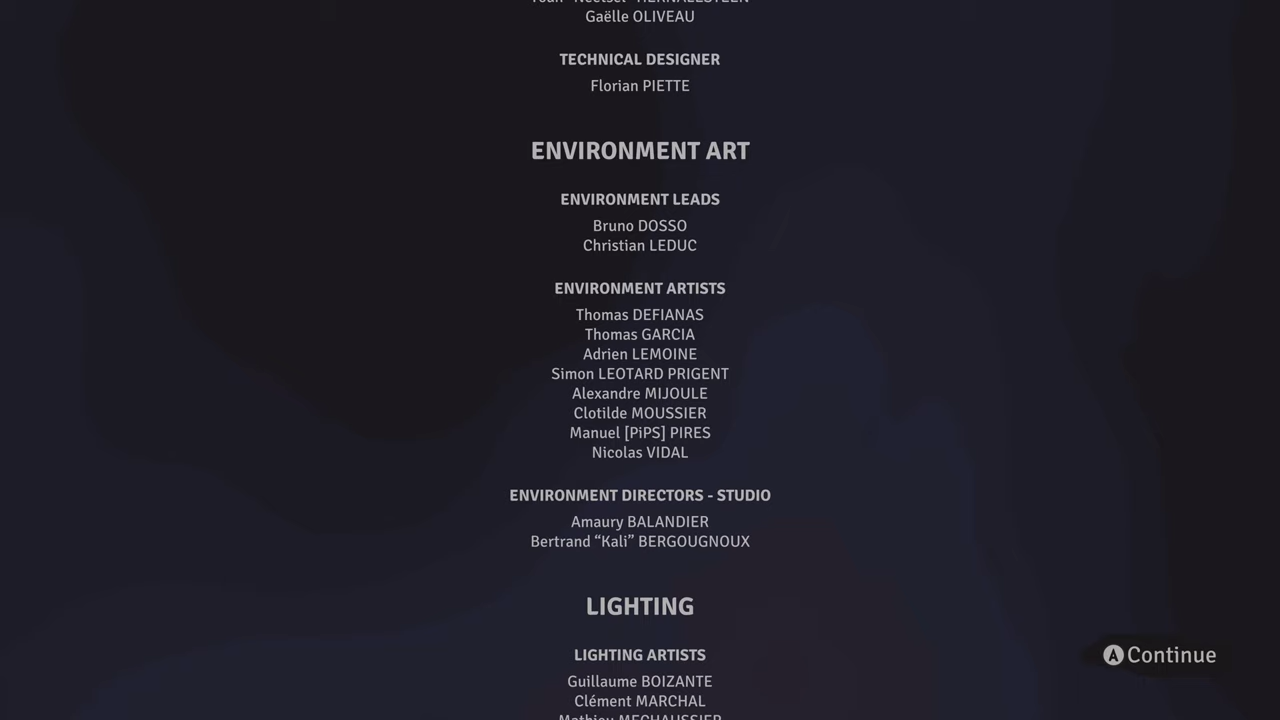 Gaëlle OLIVEAU
TECHNICAL DESIGNER
Florian PIETTE
ENVIRONMENT ART
ENVIRONMENT LEADS
Bruno DOSSO
Christian LEDUC
ENVIRONMENT ARTISTS
Thomas DEFIANAS
Thomas GARCIA
Adrien LEMOINE
Simon LEOTARD PRIGENT
Alexandre MIJOULE
Clotilde MOUSSIER
Manuel [PiPS] PIRES
Nicolas VIDAL
ENVIRONMENT DIRECTORS - STUDIO
Amaury BALANDIER
Bertrand “Kali” BERGOUGNOUX
LIGHTING
LIGHTING ARTISTS
Guillaume BOIZANTE
Clément MARCHAL
Mathieu MECHAUSSIER
A Continue